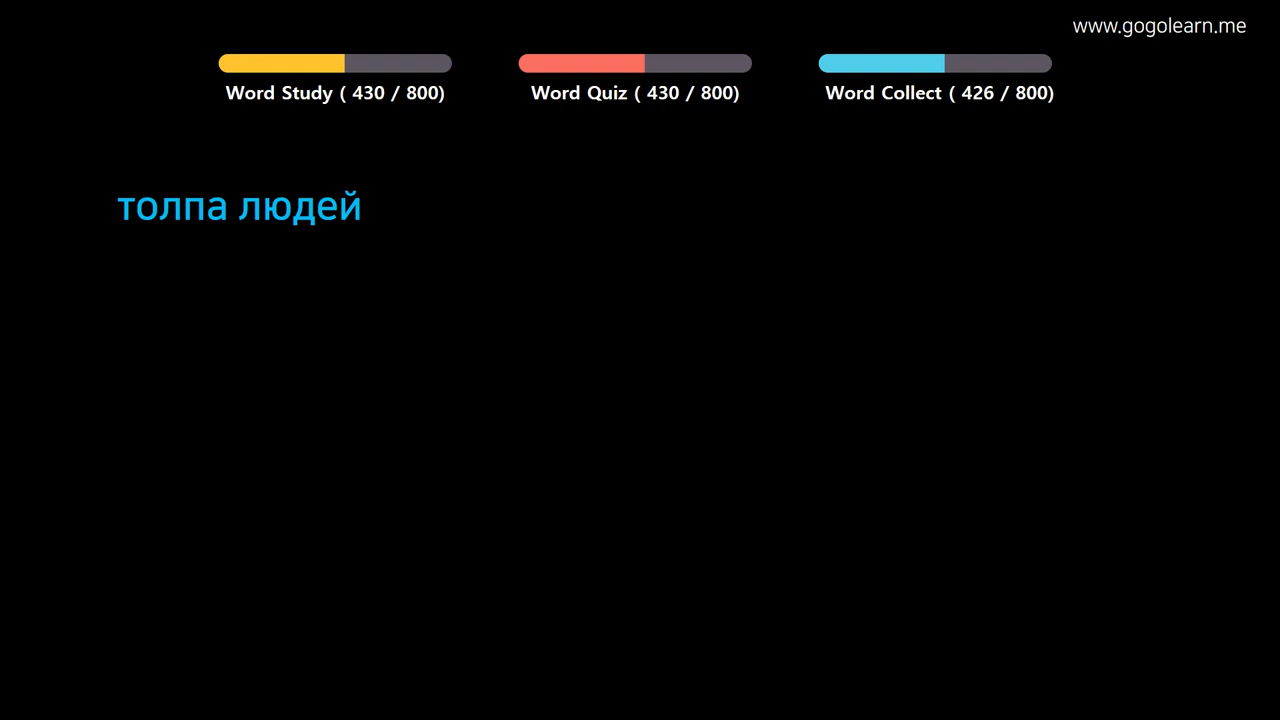 www.gogolearn.me
Word Study ( 430 / 800)
Word Quiz ( 430 / 800)
Word Collect ( 426 / 800)
толпа людей